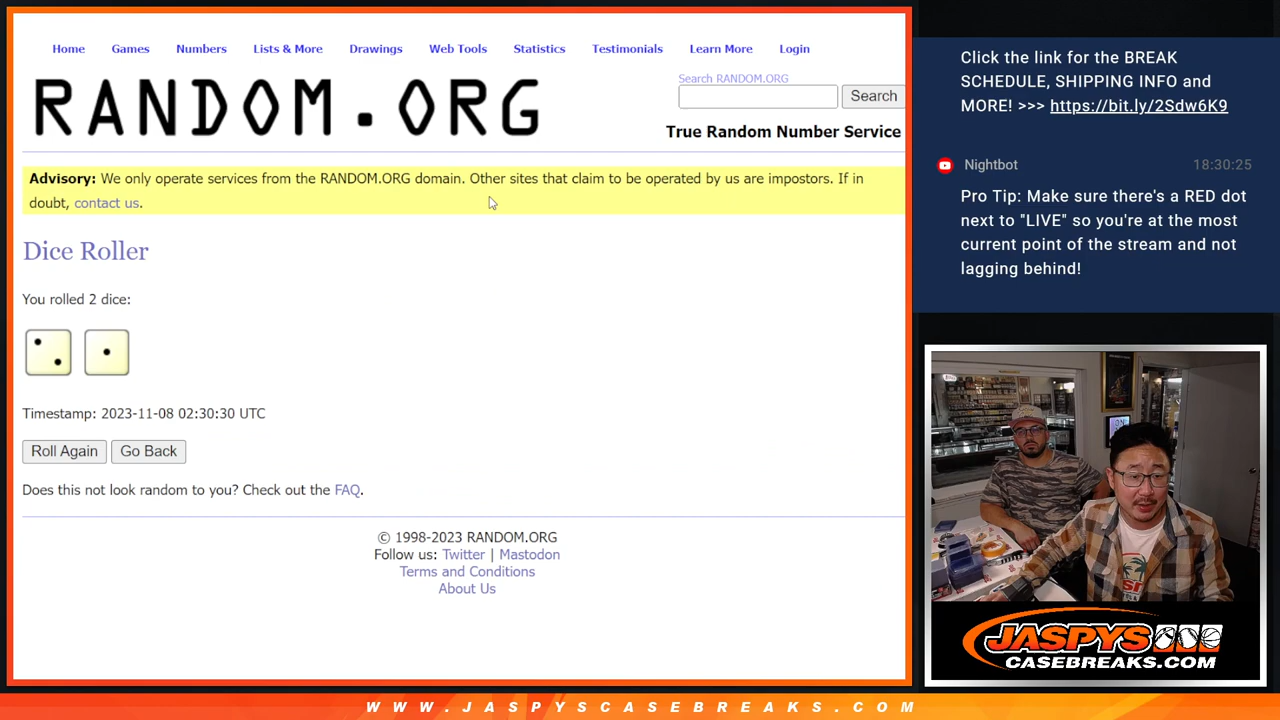 Home Games Numbers Lists & More Drawings Web Tools Statistics Testimonials Learn More Login
RANDOM.ORG
Search RANDOM.ORG
Search
True Random Number Service
Advisory: We only operate services from the RANDOM.ORG domain. Other sites that claim to be operated by us are impostors. If in
doubt, contact us.
Dice Roller
You rolled 2 dice:
Timestamp: 2023-11-08 02:30:30 UTC
Roll Again Go Back
Does this not look random to you? Check out the FAQ.
© 1998-2023 RANDOM.ORG
Follow us: Twitter | Mastodon
Terms and Conditions
About Us
Click the link for the BREAK
SCHEDULE, SHIPPING INFO and
MORE! >>> https://bit.ly/2Sdw6K9
Nightbot 18:30:25
Pro Tip: Make sure there's a RED dot
next to "LIVE" so you're at the most
current point of the stream and not
lagging behind!
JASPYS
CASEBREAKS.COM
WWW.JASPYSCASEBREAKS.COM